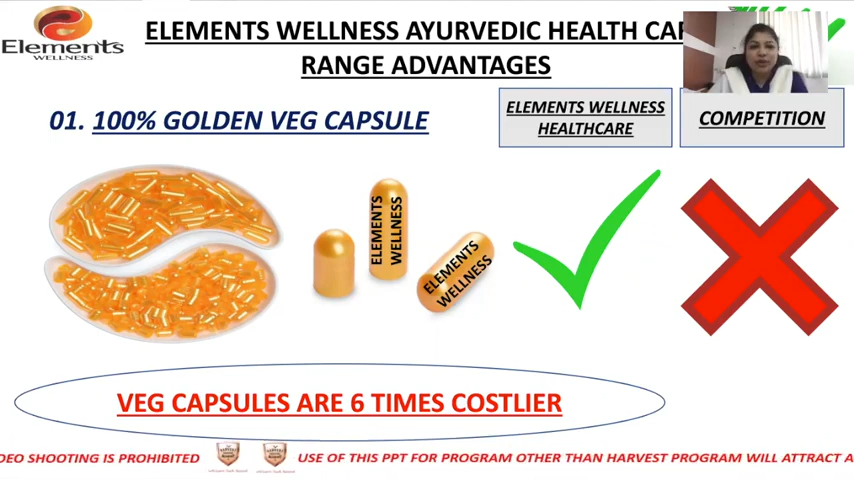 Elements
WELLNESS
ELEMENTS WELLNESS AYURVEDIC HEALTH
RANGE ADVANTAGES
01. 100% GOLDEN VEG CAPSULE
ELEMENTS WELLNESS
HEALTHCARE
COMPETITION
ELEMENTS
WELLNESS
ELEMENTS
WELLNESS
VEG CAPSULES ARE 6 TIMES COSTLIER
SHOOTING IS PROHIBITED
USE OF THIS PPT FOR PROGRAM OTHER THAN HARVEST PROGRAM WILL ATTRACT